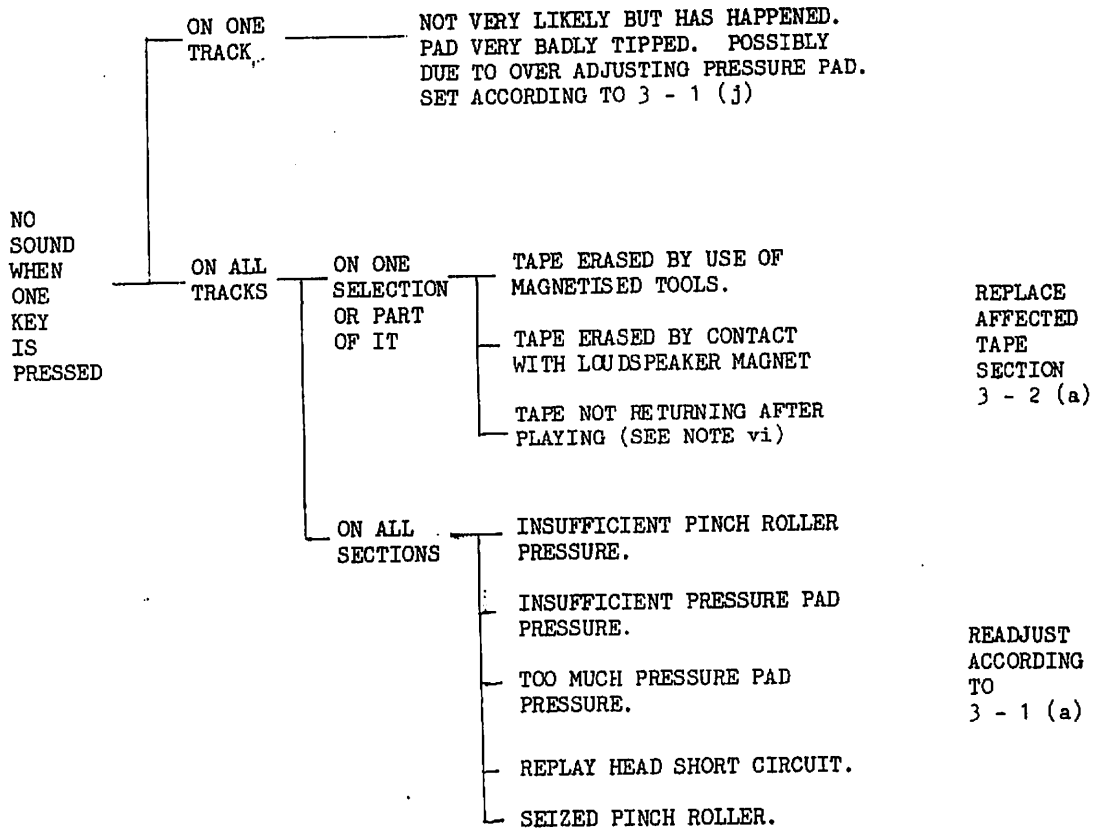 ON ONE
TRACK
NOT VERY LIKELY BUT HAS HAPPENED.
PAD VERY BADLY TIPPED. POSSIBLY
DUE TO OVER ADJUSTING PRESSURE PAD.
SET ACCORDING TO 3 - 1 (j)
NO
SOUND
WHEN
ONE
KEY
IS
PRESSED
ON ALL
TRACKS
ON ONE
SELECTION
OR PART
OF IT
TAPE ERASED BY USE OF
MAGNETISED TOOLS.
TAPE ERASED BY CONTACT
WITH LOUDSPEAKER MAGNET
TAPE NOT RETURNING AFTER
PLAYING (SEE NOTE vi)
REPLACE
AFFECTED
TAPE
SECTION
3 - 2 (a)
ON ALL
SECTIONS
INSUFFICIENT PINCH ROLLER
PRESSURE.
INSUFFICIENT PRESSURE PAD
PRESSURE.
TOO MUCH PRESSURE PAD
PRESSURE.
REPLAY HEAD SHORT CIRCUIT.
SEIZED PINCH ROLLER.
READJUST
ACCORDING
TO
3 - 1 (a)